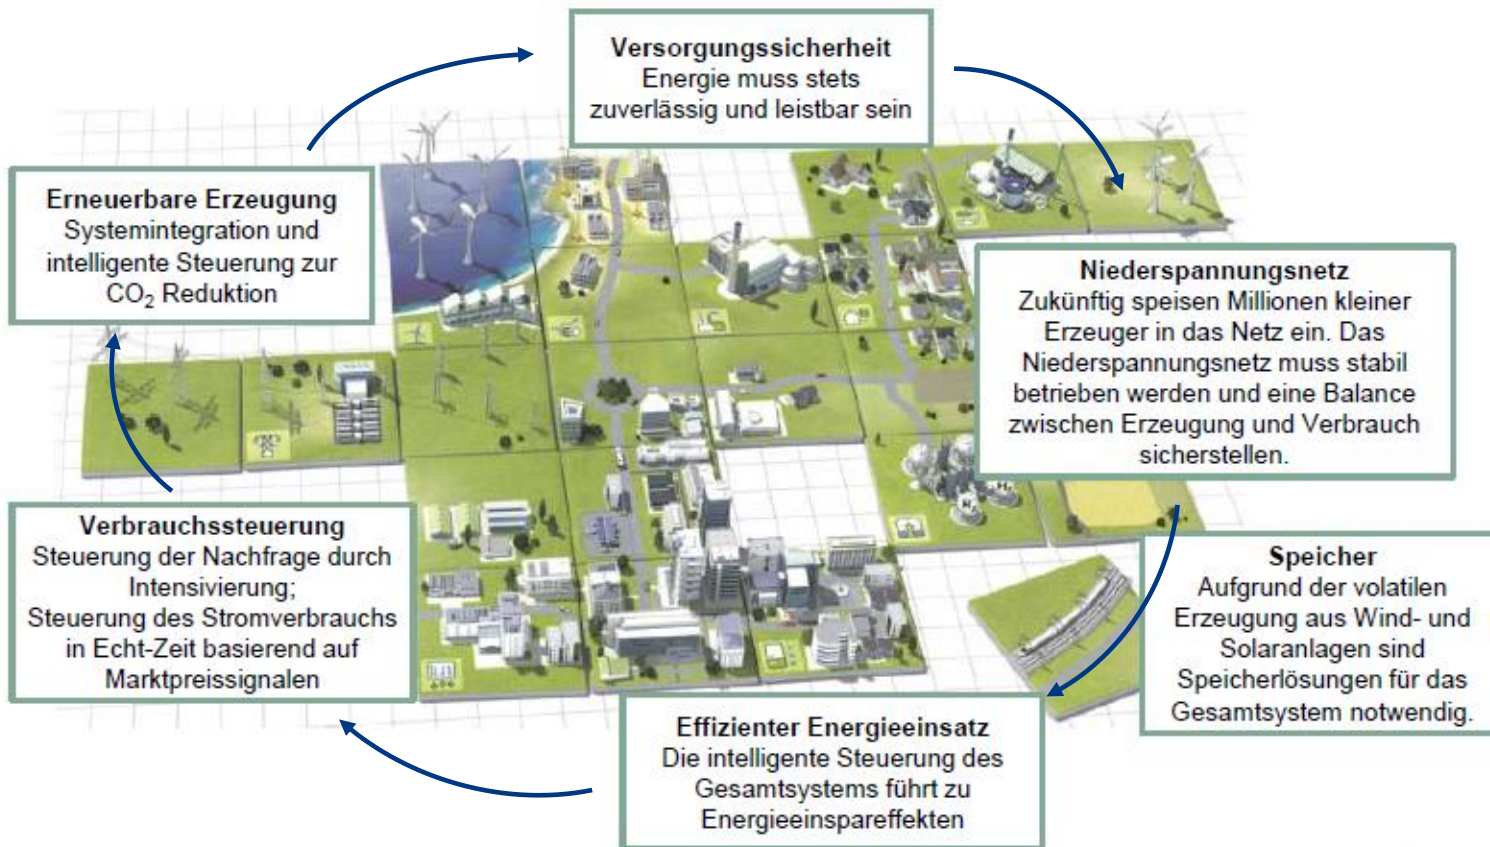 Versorgungssicherheit
Energie muss stets
zuverlässig und leistbar sein
Erneuerbare Erzeugung
Systemintegration und
intelligente Steuerung zur
CO₂ Reduktion
Niederspannungsnetz
Zukünftig speisen Millionen kleiner
Erzeuger in das Netz ein. Das
Niederspannungsnetz muss stabil
betrieben werden und eine Balance
zwischen Erzeugung und Verbrauch
sicherstellen.
Verbrauchssteuerung
Steuerung der Nachfrage durch
Intensivierung;
Steuerung des Stromverbrauchs
in Echt-Zeit basierend auf
Marktpreissignalen
Speicher
Aufgrund der volatilen
Erzeugung aus Wind- und
Solaranlagen sind
Speicherlösungen für das
Gesamtsystem notwendig.
Effizienter Energieeinsatz
Die intelligente Steuerung des
Gesamtsystems führt zu
Energieeinspareffekten